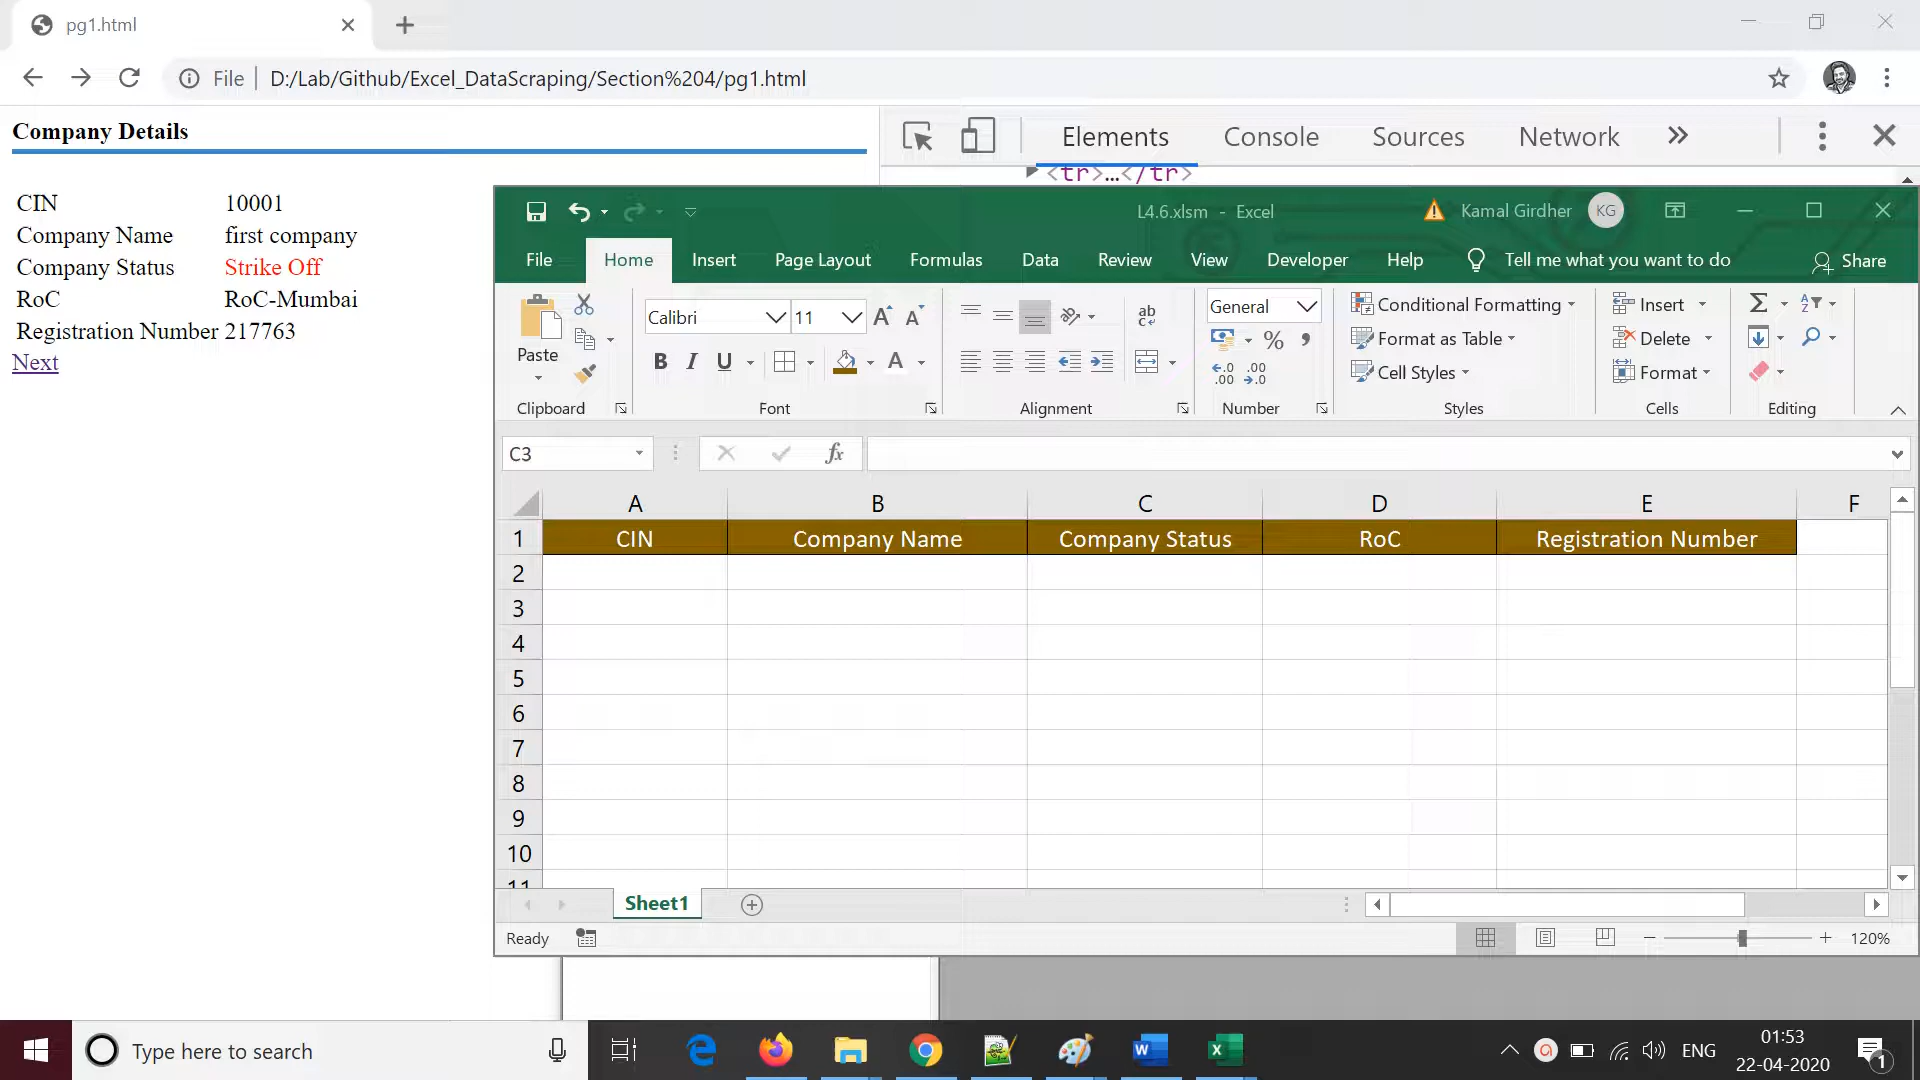 pg1.html
File
D:/Lab/Github/Excel_DataScraping/Section%204/pg1.html
Company Details
CIN 10001
Company Name first company
Company Status Strike Off
RoC RoC-Mumbai
Registration Number 217763
Next
Elements Console Sources Network
<tr>…</tr>
L4.6.xlsm - Excel
Kamal Girdher
KG
File Home Insert Page Layout Formulas Data Review View Developer Help Tell me what you want to do Share
Paste
Clipboard
Calibri 11
A A
B I U A
Font
ab
Alignment
General
%
Number
Conditional Formatting
Format as Table
Cell Styles
Styles
Insert
Delete
Format
Cells
Editing
C3
fx
A B C D E F
1 CIN Company Name Company Status RoC Registration Number
2
3
4
5
6
7
8
9
10
11
Sheet1
Ready
120%
Type here to search
ENG
01:53
22-04-2020
1